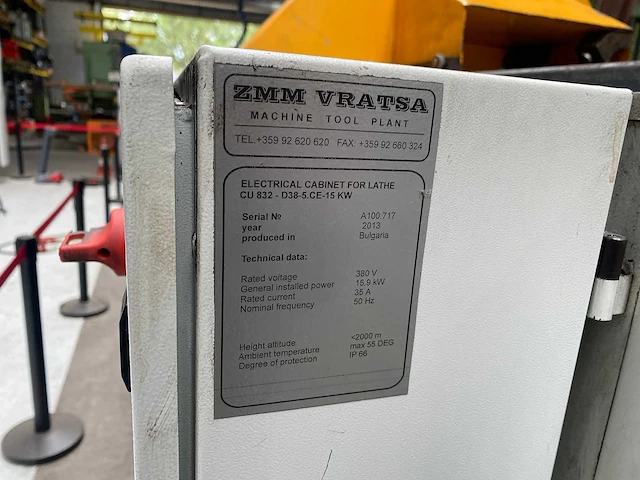 ZMM VRATSA
MACHINE TOOL PLANT
TEL.+359 92 620 620 FAX: +359 92 660 324
ELECTRICAL CABINET FOR LATHE
CU 832 - D38-5.CE-15 KW
Serial № A100.717
year 2013
produced in Bulgaria
Technical data:
Rated voltage 380 V
General installed power 15.9 kW
Rated current 35 A
Nominal frequency 50 Hz
Height altitude <2000 m
Ambient temperature max 55 DEG
Degree of protection IP 66